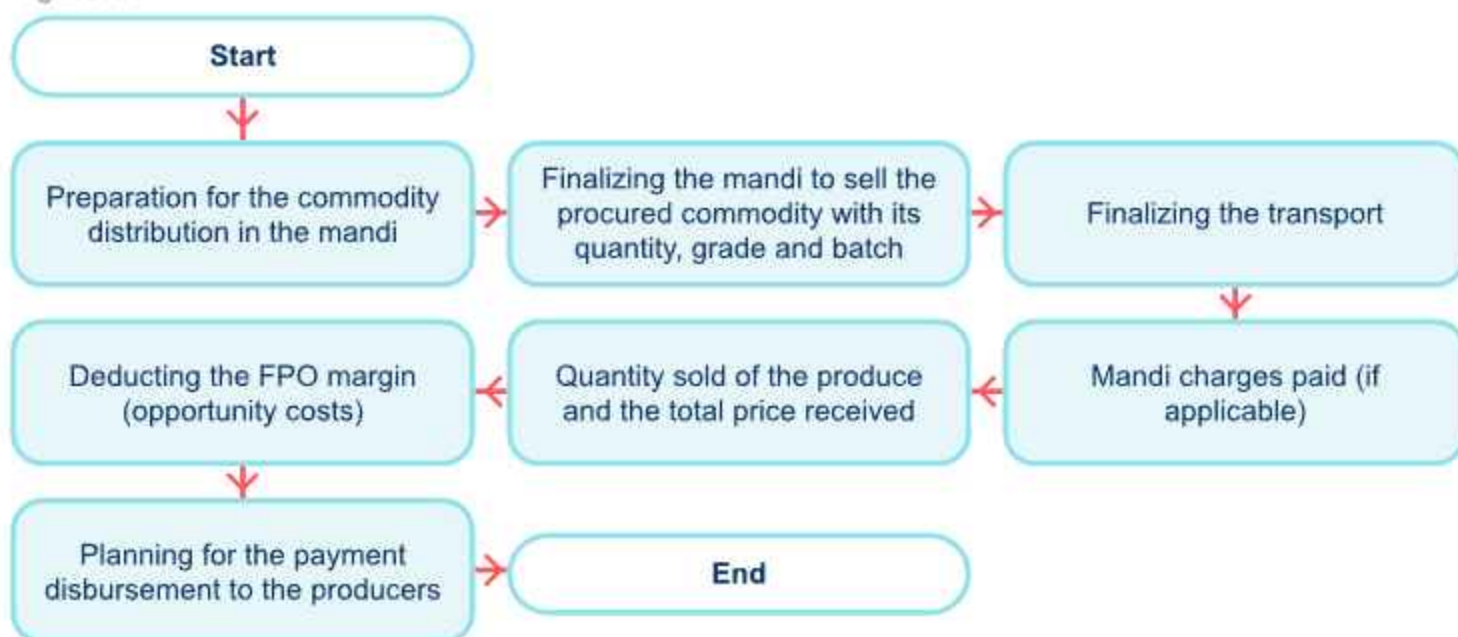 Start
Preparation for the commodity
distribution in the mandi
Finalizing the mandi to sell the
procured commodity with its
quantity, grade and batch
Finalizing the transport
Mandi charges paid (if
applicable)
Quantity sold of the produce
and the total price received
Deducting the FPO margin
(opportunity costs)
Planning for the payment
disbursement to the producers
End